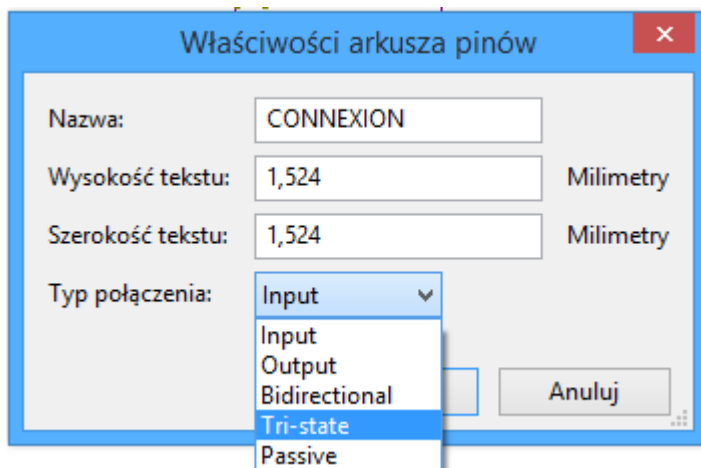 Właściwości arkusza pinów
Nazwa: CONNEXION
Wysokość tekstu: 1,524 Milimetry
Szerokość tekstu: 1,524 Milimetry
Typ połączenia: Input
Input
Output
Bidirectional
Anuluj
Tri-state
Passive